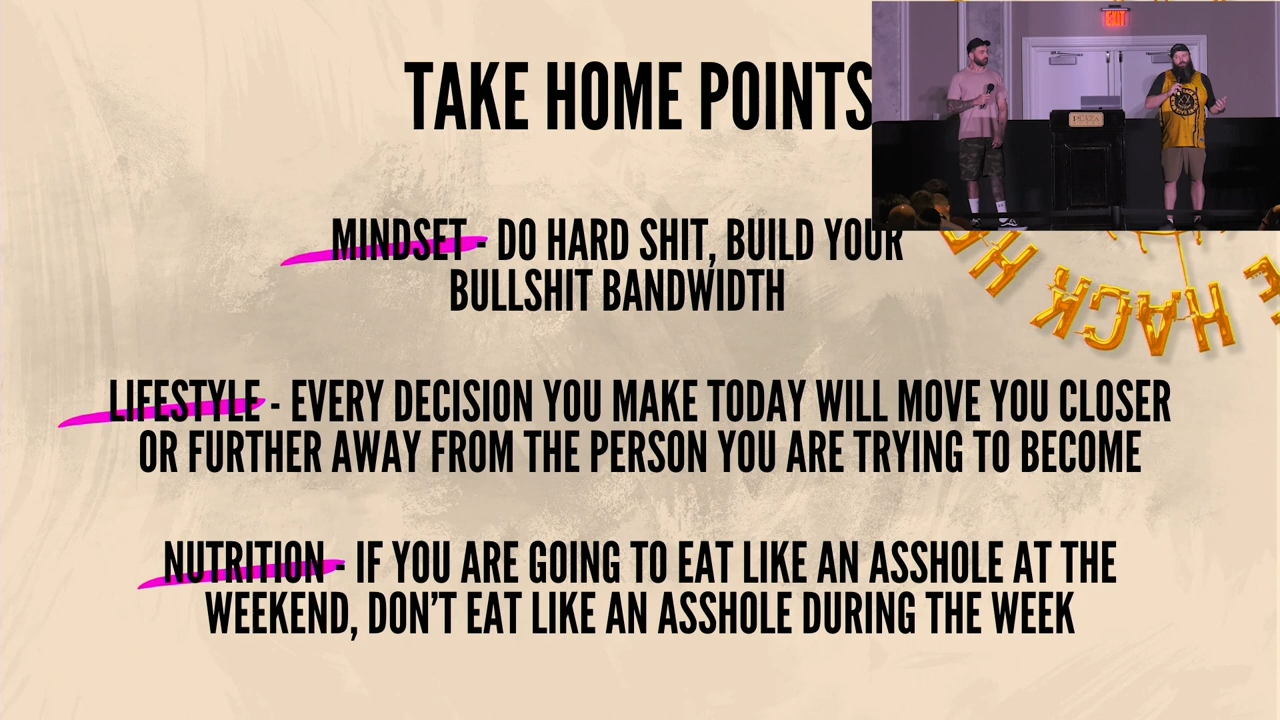 TAKE HOME POINTS
EXIT
PLAZA
MINDSET - DO HARD SHIT, BUILD YOUR
BULLSHIT BANDWIDTH
HACK
LIFESTYLE - EVERY DECISION YOU MAKE TODAY WILL MOVE YOU CLOSER
OR FURTHER AWAY FROM THE PERSON YOU ARE TRYING TO BECOME
NUTRITION - IF YOU ARE GOING TO EAT LIKE AN ASSHOLE AT THE
WEEKEND, DON'T EAT LIKE AN ASSHOLE DURING THE WEEK